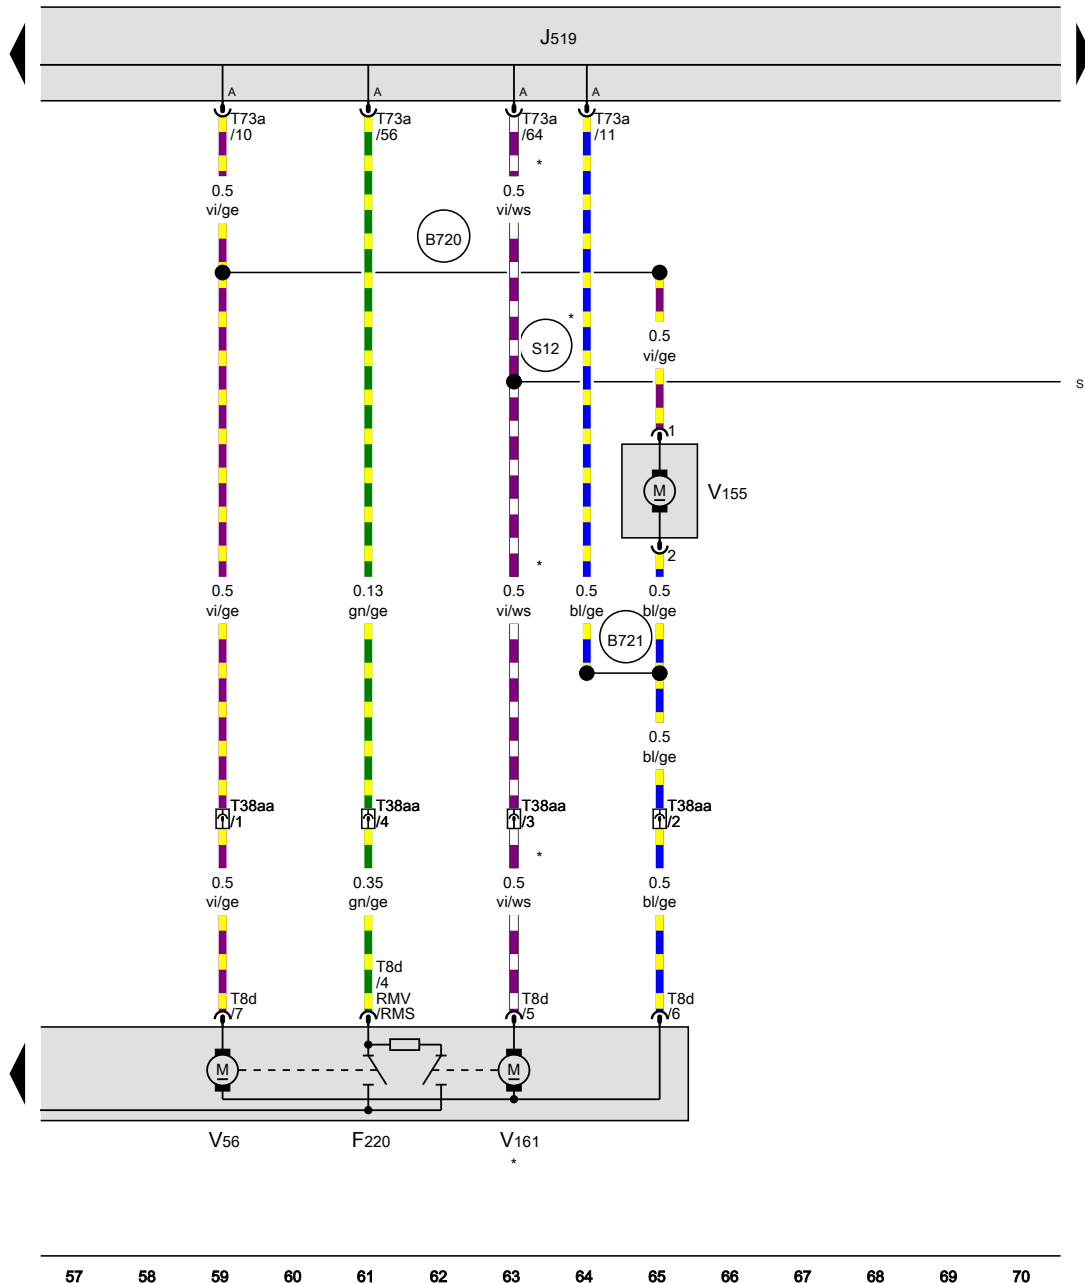 J519
A A A A
T73a T73a T73a T73a
/10 /56 /64 /11
*
0.5 0.5
vi/ge vi/ws
B720
*
S12
0.5
vi/ge
S
1
M V155
2
*
0.5 0.13 0.5 0.5 0.5
vi/ge gn/ge vi/ws bl/ge bl/ge
B721
0.5
bl/ge
T38aa T38aa T38aa T38aa
/1 /4 /3 /2
*
0.5 0.35 0.5 0.5
vi/ge gn/ge vi/ws bl/ge
T8d
/4
T8d RMV T8d T8d
/7 /RMS /5 /6
M M
V56 F220 V161
*
57 58 59 60 61 62 63 64 65 66 67 68 69 70